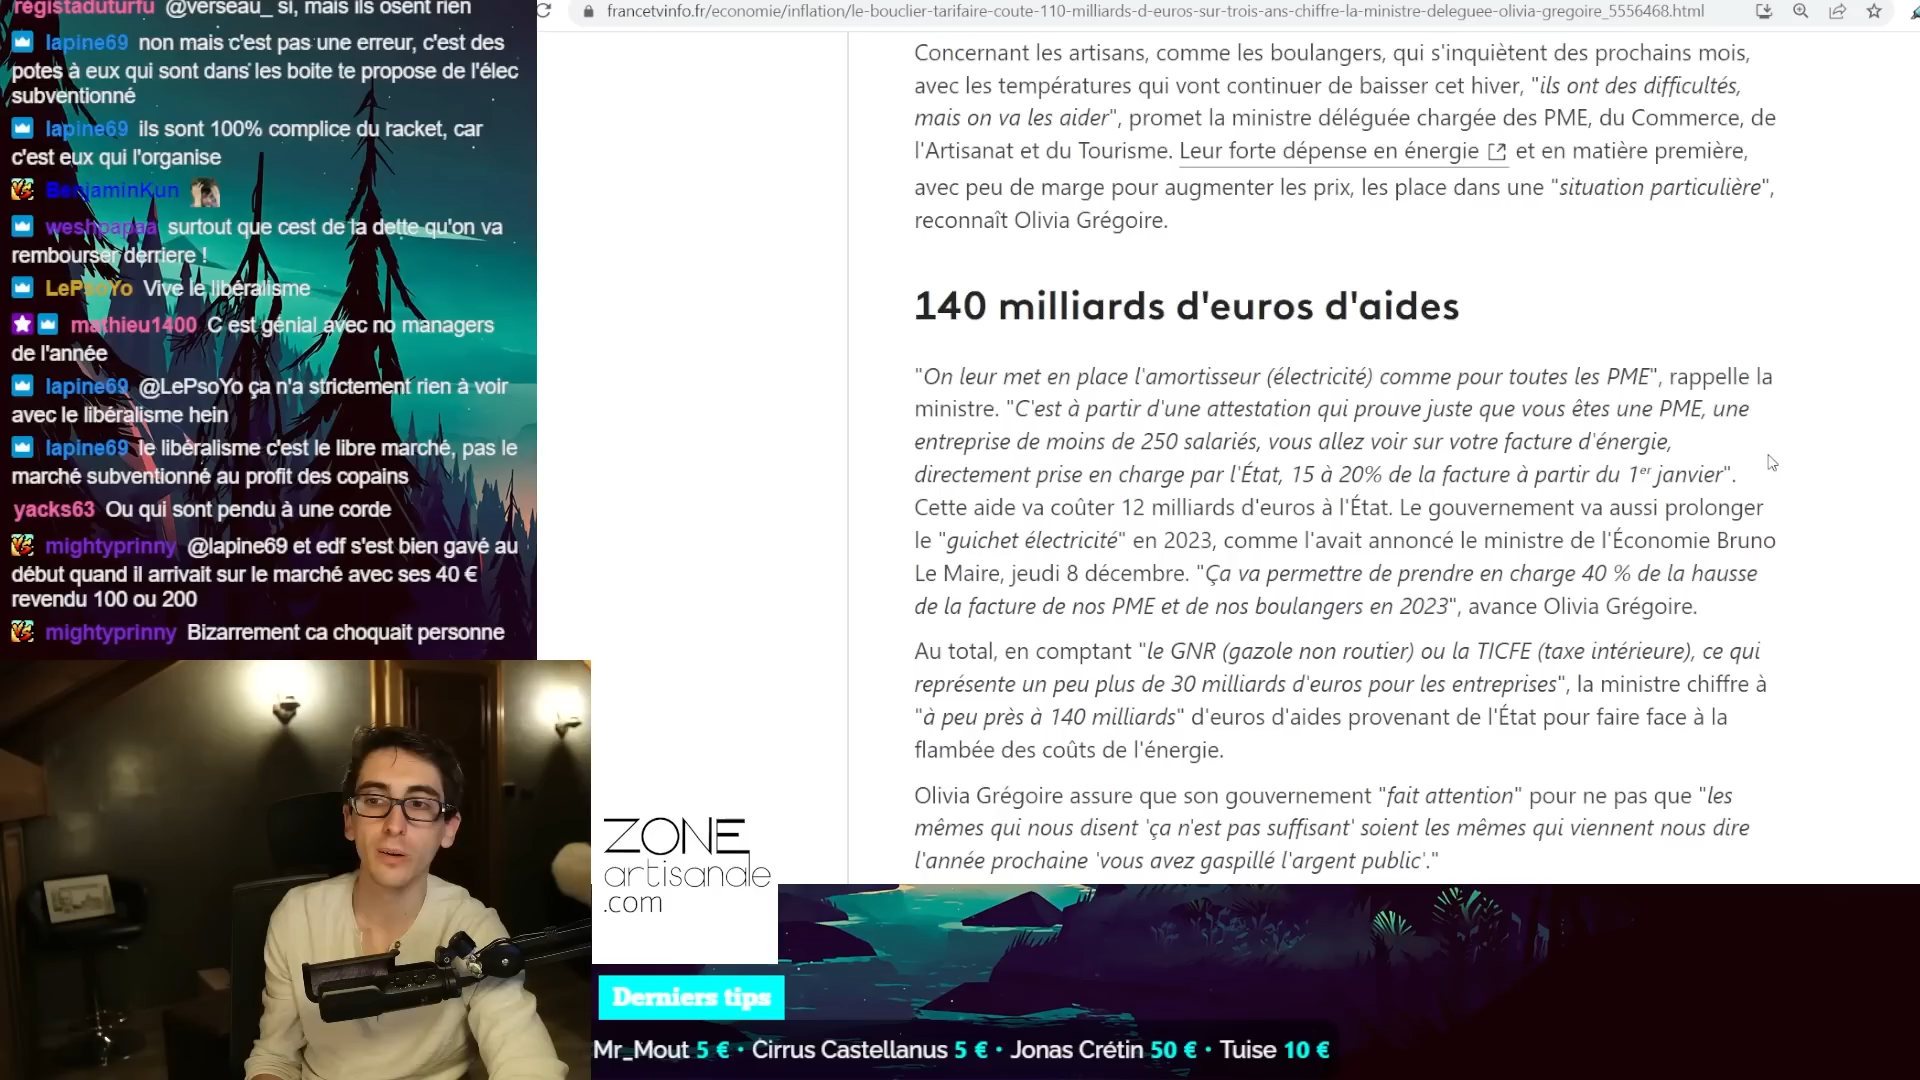 registaduturfu @verseau_ si, mais ils osent rien
lapine69 non mais c'est pas une erreur, c'est des
potes à eux qui sont dans les boite te propose de l'élec
subventionné
lapine69 ils sont 100% complice du racket, car
c'est eux qui l'organise
BenjaminKun
weshpapaa surtout que cest de la dette qu'on va
rembourser derriere !
LePsoYo Vive le libéralisme
mathieu1400 C est génial avec no managers
de l'année
lapine69 @LePsoYo ça n'a strictement rien à voir
avec le libéralisme hein
lapine69 le libéralisme c'est le libre marché, pas le
marché subventionné au profit des copains
yacks63 Ou qui sont pendu à une corde
mightyprinny @lapine69 et edf s'est bien gavé au
début quand il arrivait sur le marché avec ses 40 €
revendu 100 ou 200
mightyprinny Bizarrement ca choquait personne
francetvinfo.fr/economie/inflation/le-bouclier-tarifaire-coute-110-milliards-d-euros-sur-trois-ans-chiffre-la-ministre-deleguee-olivia-gregoire_5556468.html
Concernant les artisans, comme les boulangers, qui s'inquiètent des prochains mois,
avec les températures qui vont continuer de baisser cet hiver, "ils ont des difficultés,
mais on va les aider", promet la ministre déléguée chargée des PME, du Commerce, de
l'Artisanat et du Tourisme. Leur forte dépense en énergie et en matière première,
avec peu de marge pour augmenter les prix, les place dans une "situation particulière",
reconnaît Olivia Grégoire.
140 milliards d'euros d'aides
"On leur met en place l'amortisseur (électricité) comme pour toutes les PME", rappelle la
ministre. "C'est à partir d'une attestation qui prouve juste que vous êtes une PME, une
entreprise de moins de 250 salariés, vous allez voir sur votre facture d'énergie,
directement prise en charge par l'État, 15 à 20% de la facture à partir du 1er janvier".
Cette aide va coûter 12 milliards d'euros à l'État. Le gouvernement va aussi prolonger
le "guichet électricité" en 2023, comme l'avait annoncé le ministre de l'Économie Bruno
Le Maire, jeudi 8 décembre. "Ça va permettre de prendre en charge 40 % de la hausse
de la facture de nos PME et de nos boulangers en 2023", avance Olivia Grégoire.
Au total, en comptant "le GNR (gazole non routier) ou la TICFE (taxe intérieure), ce qui
représente un peu plus de 30 milliards d'euros pour les entreprises", la ministre chiffre à
"à peu près à 140 milliards" d'euros d'aides provenant de l'État pour faire face à la
flambée des coûts de l'énergie.
Olivia Grégoire assure que son gouvernement "fait attention" pour ne pas que "les
mêmes qui nous disent 'ça n'est pas suffisant' soient les mêmes qui viennent nous dire
l'année prochaine 'vous avez gaspillé l'argent public'."
ZONE
artisanale
.com
Derniers tips
Mr_Mout 5 € · Cirrus Castellanus 5 € · Jonas Crétin 50 € · Tuise 10 €